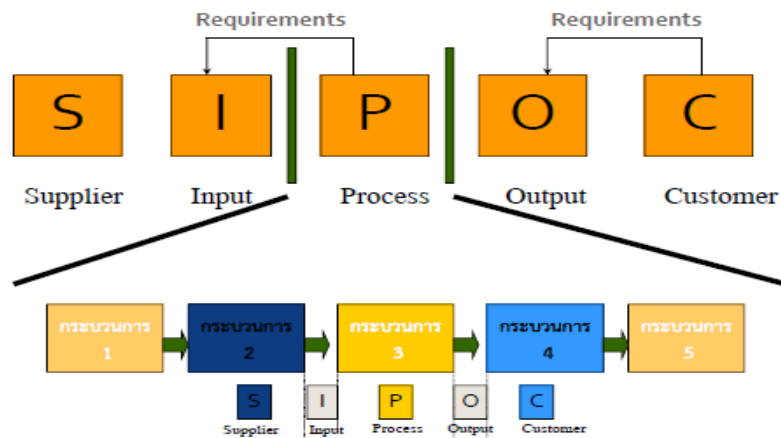 Requirements
Requirements
S
I
P
O
C
Supplier
Input
Process
Output
Customer
กระบวนการ
1
กระบวนการ
2
กระบวนการ
3
กระบวนการ
4
กระบวนการ
5
S
I
P
O
C
Supplier
Input
Process
Output
Customer